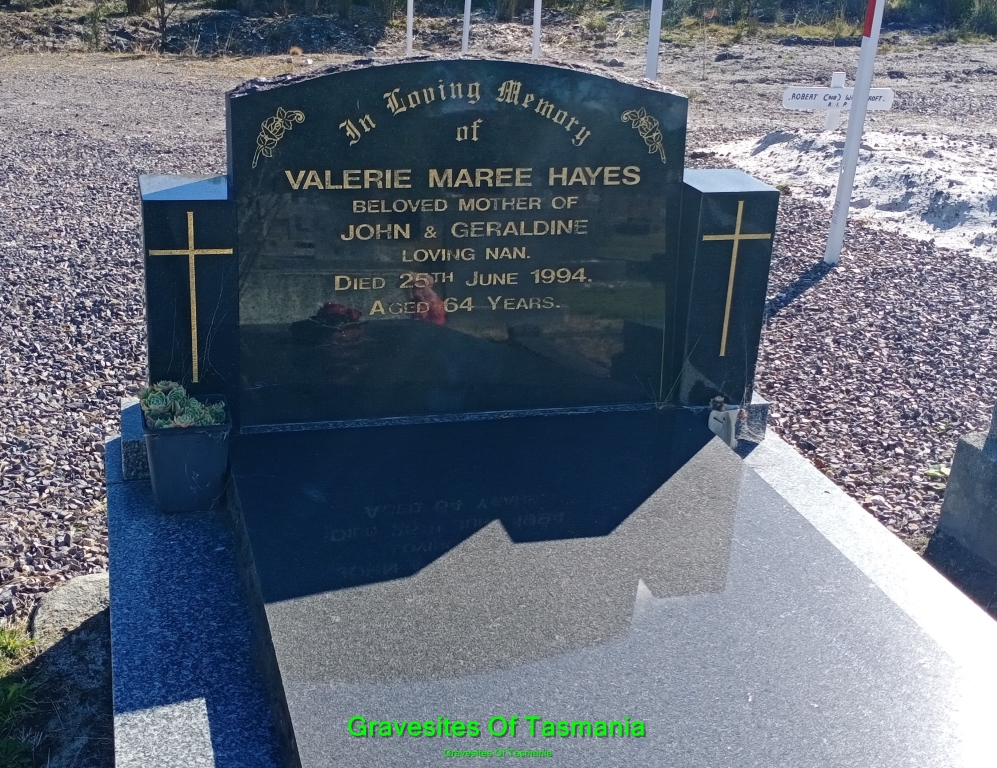 In Loving Memory
of
VALERIE MAREE HAYES
BELOVED MOTHER OF
JOHN & GERALDINE
LOVING NAN.
DIED 25TH JUNE 1994.
AGED 64 YEARS.
ROBERT
R.I.P
Gravesites Of Tasmania
Gravesites Of Tasmania